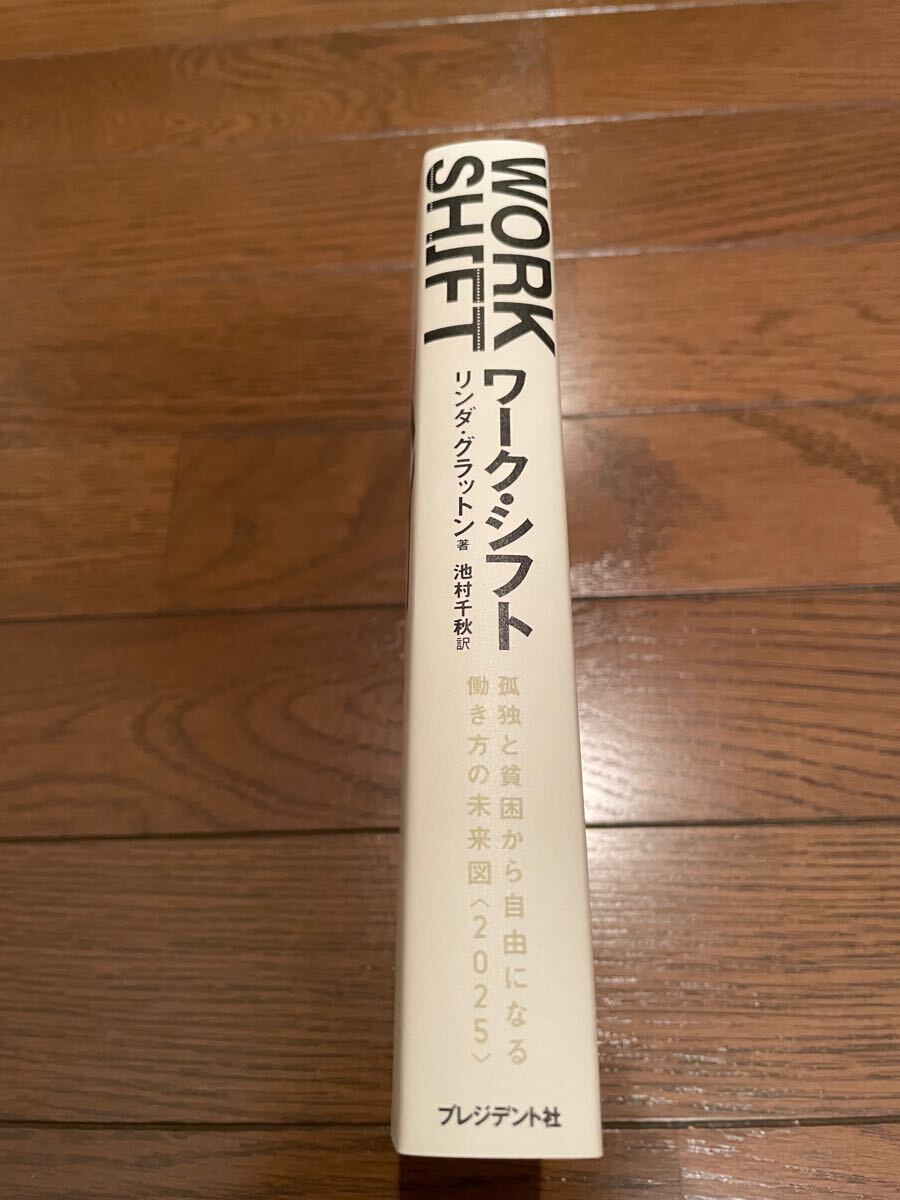 WORK
SHIFT
ワーク・シフト
リンダ・グラットン 著 池村千秋 訳
孤独と貧困から自由になる
働き方の未来図〈2025〉
プレジデント社